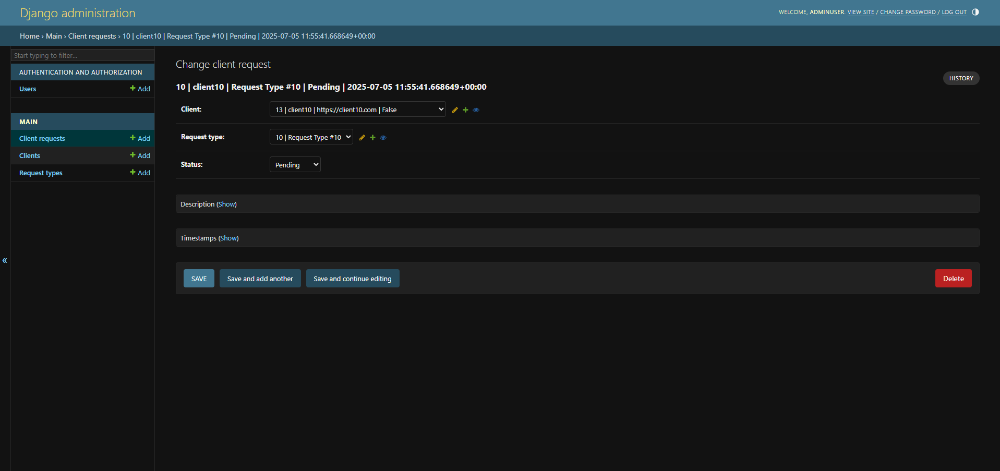 Django administration
WELCOME, ADMINUSER. VIEW SITE / CHANGE PASSWORD / LOG OUT
Home › Main › Client requests › 10 | client10 | Request Type #10 | Pending | 2025-07-05 11:55:41.668649+00:00
Start typing to filter...
AUTHENTICATION AND AUTHORIZATION
Users Add
MAIN
Client requests Add
Clients Add
Request types Add
«
Change client request
HISTORY
10 | client10 | Request Type #10 | Pending | 2025-07-05 11:55:41.668649+00:00
Client: 13 | client10 | https://client10.com | False
Request type: 10 | Request Type #10
Status: Pending
Description (Show)
Timestamps (Show)
SAVE Save and add another Save and continue editing Delete